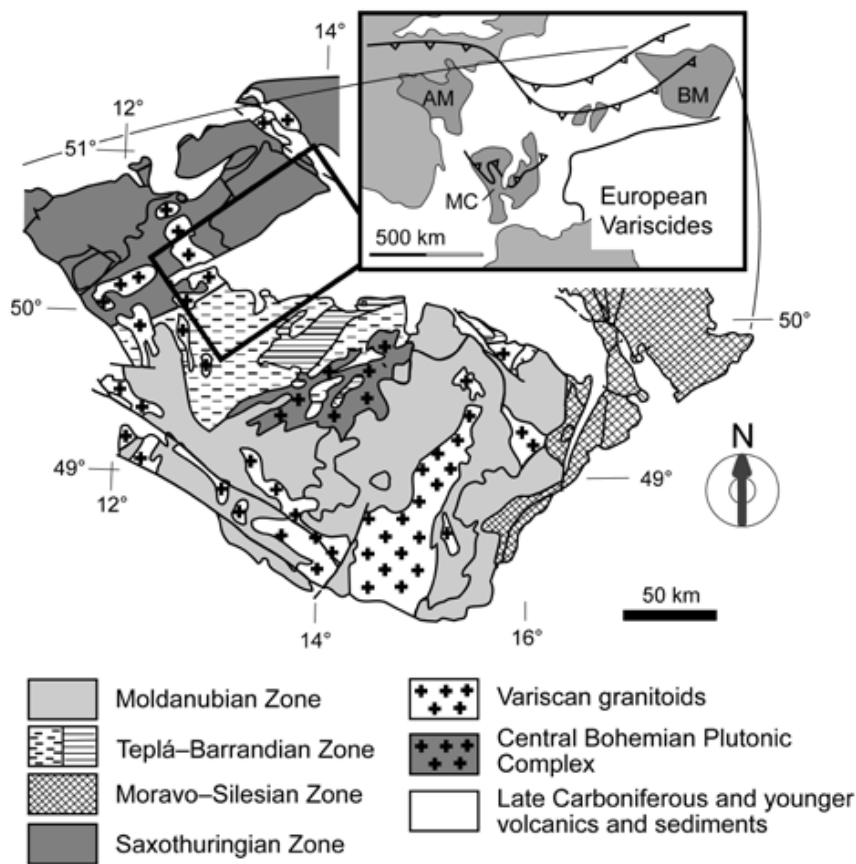 14°
12°
51°
AM
BM
MC
European
Variscides
500 km
50°
50°
N
49°
12°
49°
50 km
14°
16°
Moldanubian Zone
Teplá–Barrandian Zone
Moravo–Silesian Zone
Saxothuringian Zone
Variscan granitoids
Central Bohemian Plutonic
Complex
Late Carboniferous and younger
volcanics and sediments